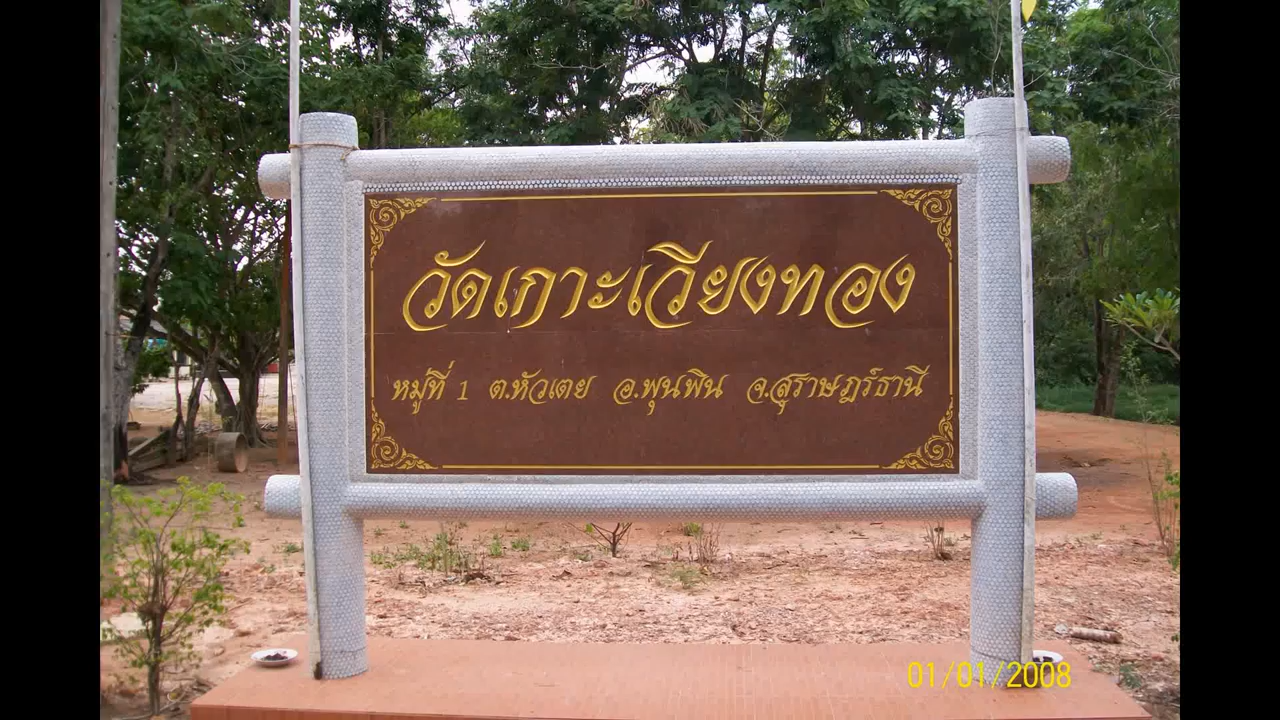 วัดเกาะเวียงทอง
หมู่ที่ 1 ต.หัวเตย อ.พุนพิน จ.สุราษฎร์ธานี
01/01/2008